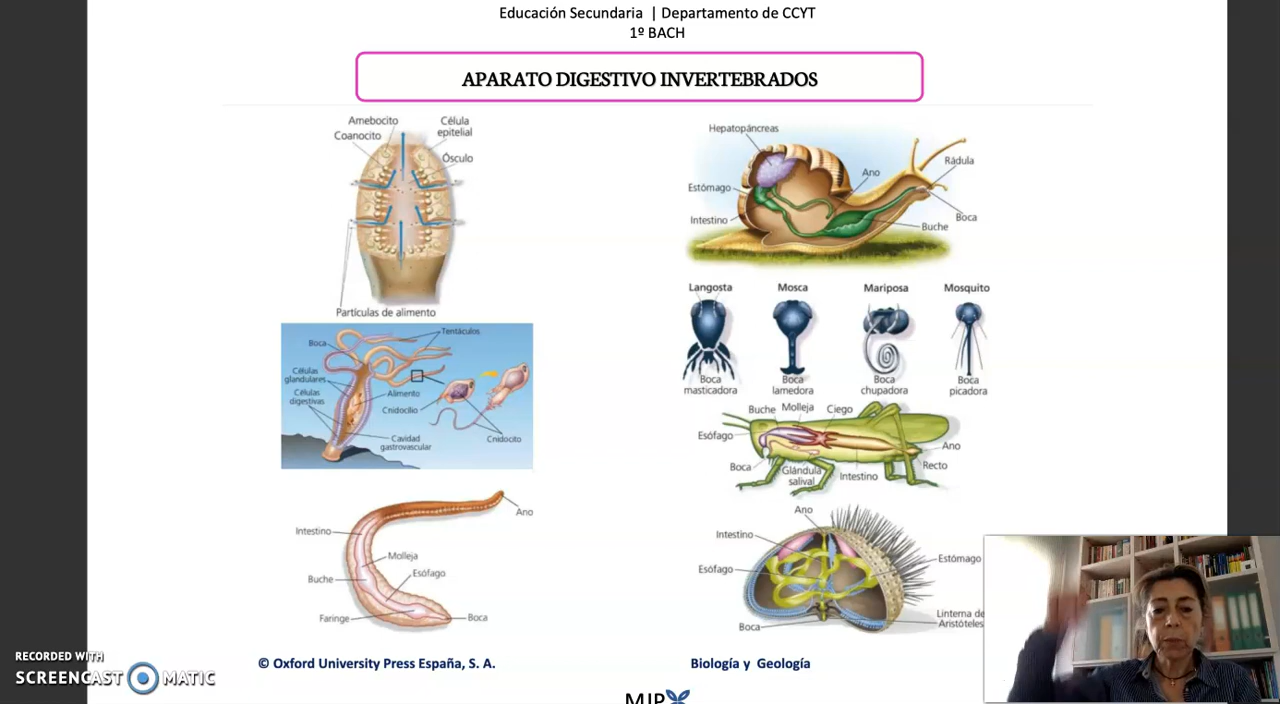 Educación Secundaria | Departamento de CCYT
1º BACH
APARATO DIGESTIVO INVERTEBRADOS
Amebocito
Coanocito
Célula
epitelial
Ósculo
Partículas de alimento
Hepatopáncreas
Estómago
Intestino
Ano
Rádula
Boca
Buche
Langosta
Mosca
Mariposa
Mosquito
Boca
masticadora
Boca
lamedora
Boca
chupadora
Boca
picadora
Boca
Tentáculos
Células
glandulares
Células
digestivas
Alimento
Cnidocilio
Cavidad
gastrovascular
Cnidocito
Buche
Molleja
Ciego
Esófago
Ano
Boca
Glándula
salival
Intestino
Recto
Ano
Intestino
Molleja
Buche
Esófago
Faringe
Boca
Ano
Intestino
Estómago
Esófago
Linterna de
Aristóteles
Boca
© Oxford University Press España, S. A.
Biología y Geología
RECORDED WITH
SCREENCAST MATIC
MJP